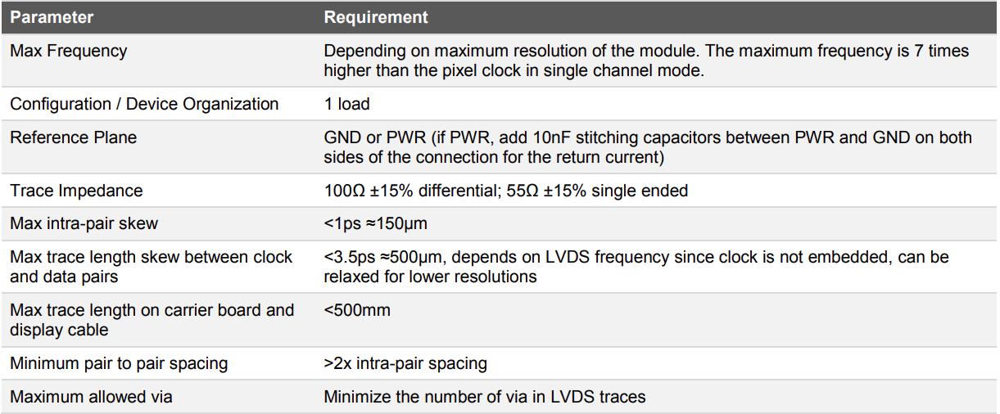 Parameter Requirement
Max Frequency Depending on maximum resolution of the module. The maximum frequency is 7 times
higher than the pixel clock in single channel mode.
Configuration / Device Organization 1 load
Reference Plane GND or PWR (if PWR, add 10nF stitching capacitors between PWR and GND on both
sides of the connection for the return current)
Trace Impedance 100Ω ±15% differential; 55Ω ±15% single ended
Max intra-pair skew <1ps ≈150μm
Max trace length skew between clock <3.5ps ≈500μm, depends on LVDS frequency since clock is not embedded, can be
and data pairs relaxed for lower resolutions
Max trace length on carrier board and <500mm
display cable
Minimum pair to pair spacing >2x intra-pair spacing
Maximum allowed via Minimize the number of via in LVDS traces